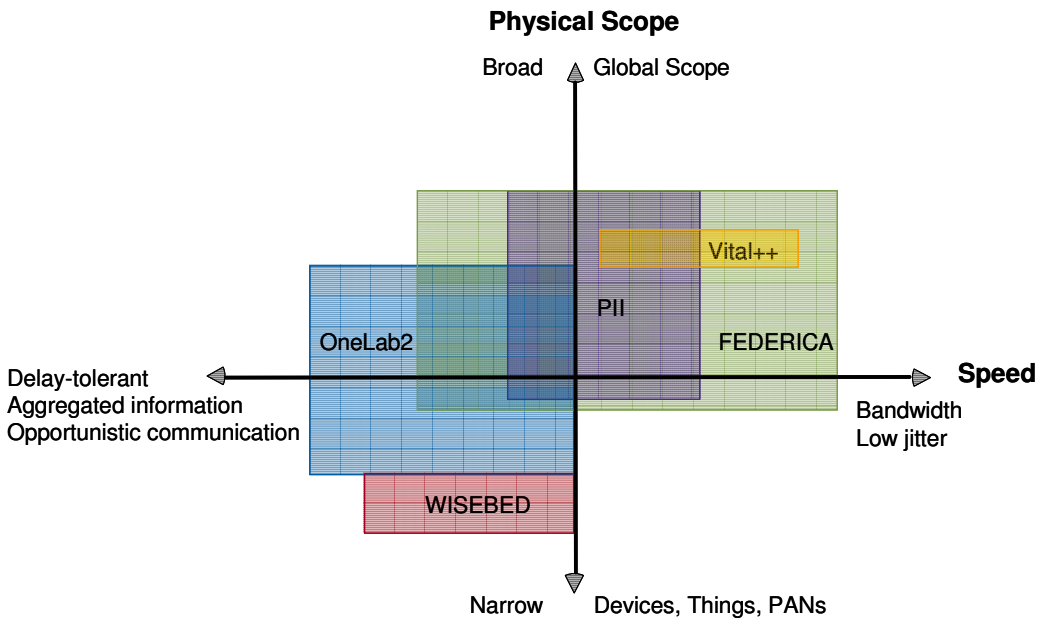 Physical Scope
Broad
Global Scope
Vital++
PII
OneLab2
FEDERICA
Speed
Delay-tolerant
Aggregated information
Opportunistic communication
Bandwidth
Low jitter
WISEBED
Narrow
Devices, Things, PANs